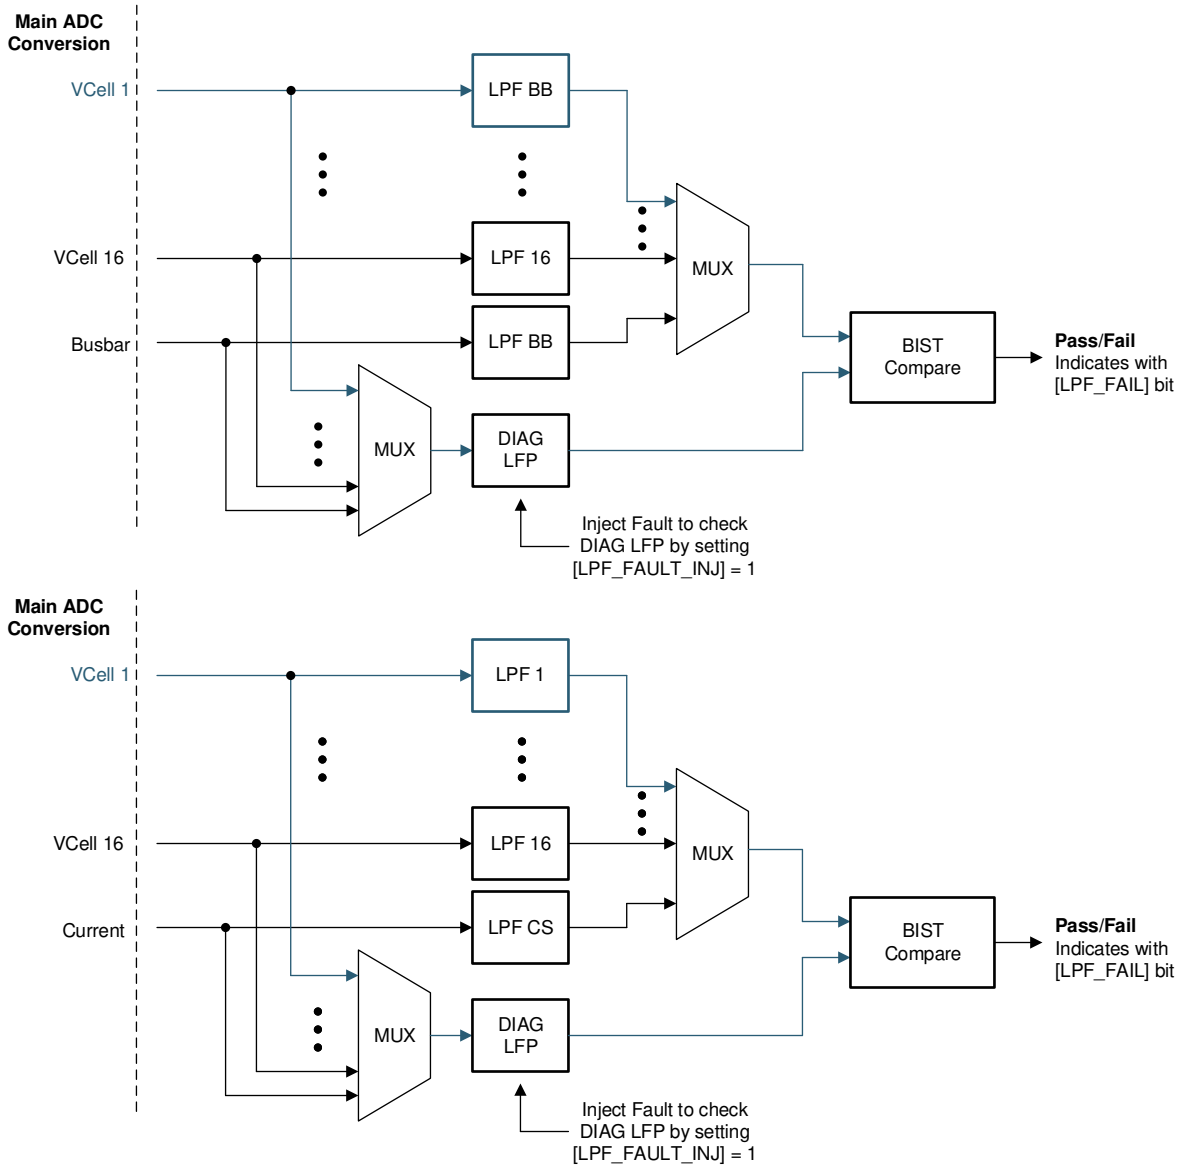 Main ADC
Conversion
VCell 1
LPF BB
VCell 16
LPF 16
MUX
Busbar
LPF BB
BIST
Compare
Pass/Fail
Indicates with
[LPF_FAIL] bit
MUX
DIAG
LFP
Inject Fault to check
DIAG LFP by setting
[LPF_FAULT_INJ] = 1
Main ADC
Conversion
VCell 1
LPF 1
VCell 16
LPF 16
MUX
Current
LPF CS
BIST
Compare
Pass/Fail
Indicates with
[LPF_FAIL] bit
MUX
DIAG
LFP
Inject Fault to check
DIAG LFP by setting
[LPF_FAULT_INJ] = 1